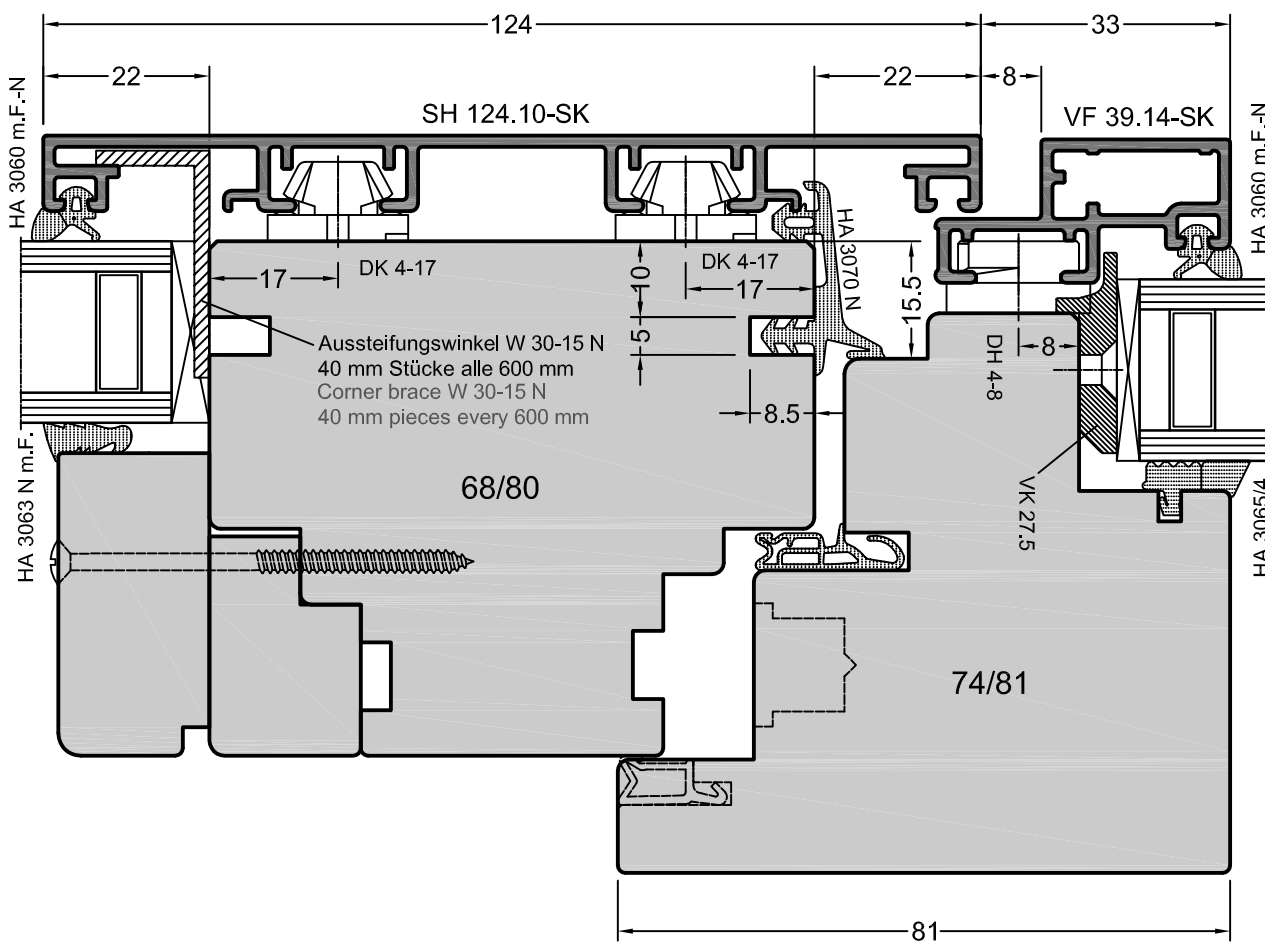 124
33
22
22
8
SH 124.10-SK
VF 39.14-SK
HA 3060 m.F.-N
HA 3060 m.F.-N
17
DK 4-17
10
DK 4-17
17
HA 3070 N
15.5
5
DH 4-8
8
Aussteifungswinkel W 30-15 N
40 mm Stücke alle 600 mm
Corner brace W 30-15 N
40 mm pieces every 600 mm
8.5
HA 3063 N m.F.
68/80
VK 27.5
HA 3065/4
74/81
81